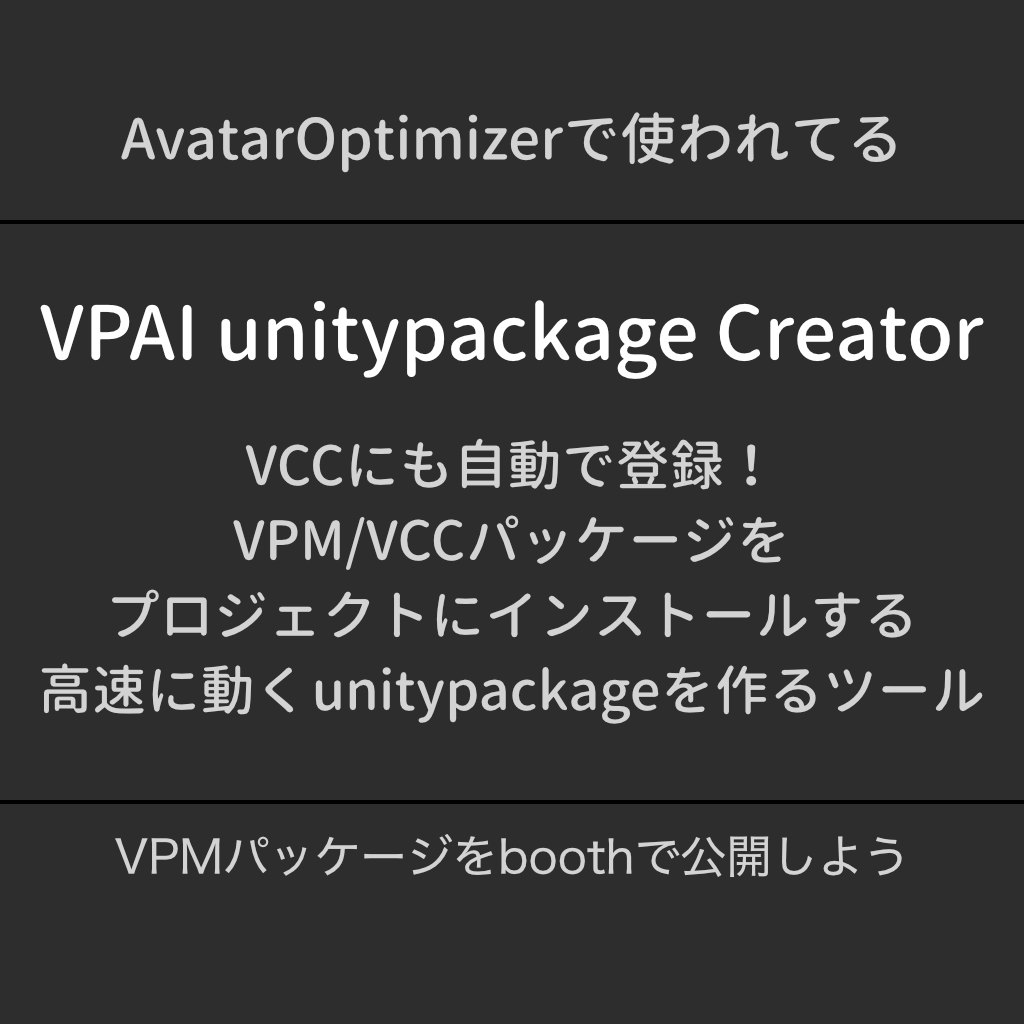 AvatarOptimizerで使われてる
VPAI unitypackage Creator
VCCにも自動で登録！
VPM/VCCパッケージを
プロジェクトにインストールする
高速に動くunitypackageを作るツール
VPMパッケージをboothで公開しよう